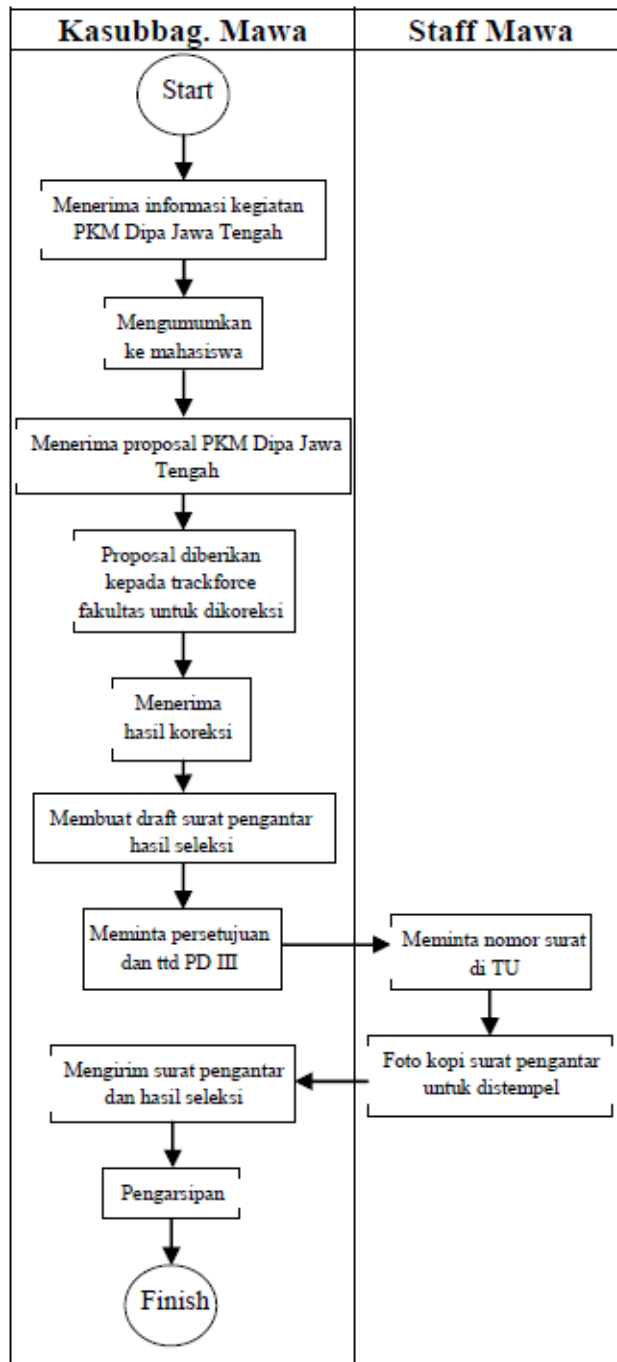 Kasubbag. Mawa
Staff Mawa
Start
Menerima informasi kegiatan
PKM Dipa Jawa Tengah
Mengumumkan
ke mahasiswa
Menerima proposal PKM Dipa Jawa
Tengah
Proposal diberikan
kepada trackforce
fakultas untuk dikoreksi
Menerima
hasil koreksi
Membuat draft surat pengantar
hasil seleksi
Meminta persetujuan
dan ttd PD III
Meminta nomor surat
di TU
Foto kopi surat pengantar
untuk distempel
Mengirim surat pengantar
dan hasil seleksi
Pengarsipan
Finish